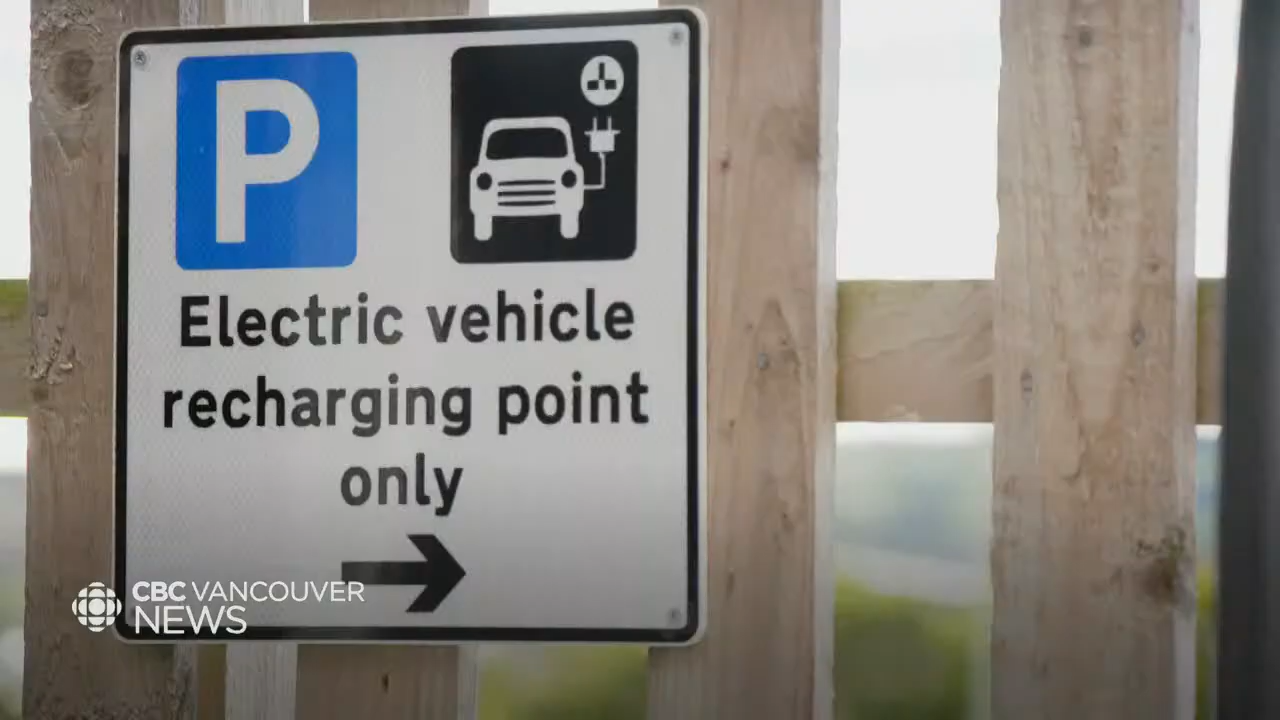 P
Electric vehicle
recharging point
only
CBC VANCOUVER
NEWS